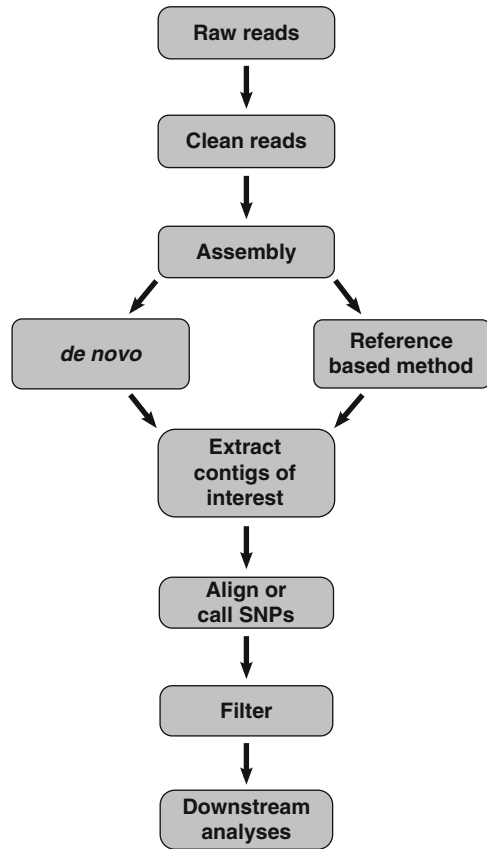 Raw reads
Clean reads
Assembly
de novo
Reference
based method
Extract
contigs of
interest
Align or
call SNPs
Filter
Downstream
analyses